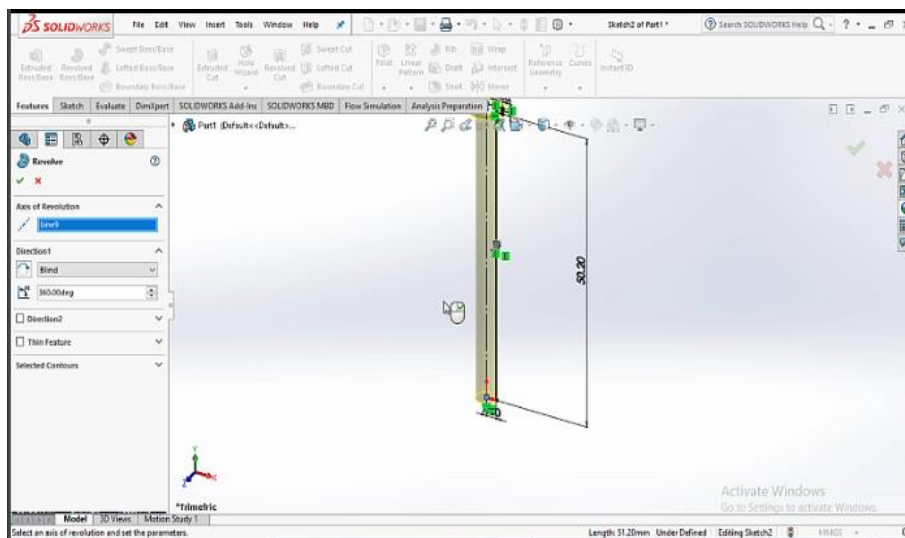 SOLIDWORKS File Edit View Insert Tools Window Help Sketch2 of Part1 * Search SOLIDWORKS Help
Extruded Boss/Base Revolved Boss/Base Swept Boss/Base Lofted Boss/Base Boundary Boss/Base Extruded Cut Hole Wizard Revolved Cut Swept Cut Lofted Cut Boundary Cut Fillet Linear Pattern Rib Draft Shell Wrap Intersect Mirror Reference Geometry Curves Instant3D
Features Sketch Evaluate DimXpert SOLIDWORKS Add-Ins SOLIDWORKS MBD Flow Simulation Analysis Preparation
Part1 (Default<<Default>...
Revolve
Axis of Revolution
Line9
Direction1
Blind
360.00deg
Direction2
Thin Feature
Selected Contours
50.20
*Trimetric
Activate Windows
Go to Settings to activate Windows.
Model 3D Views Motion Study 1
Select an axis of revolution and set the parameters. Length: 51.20mm Under Defined Editing Sketch2 MMGS